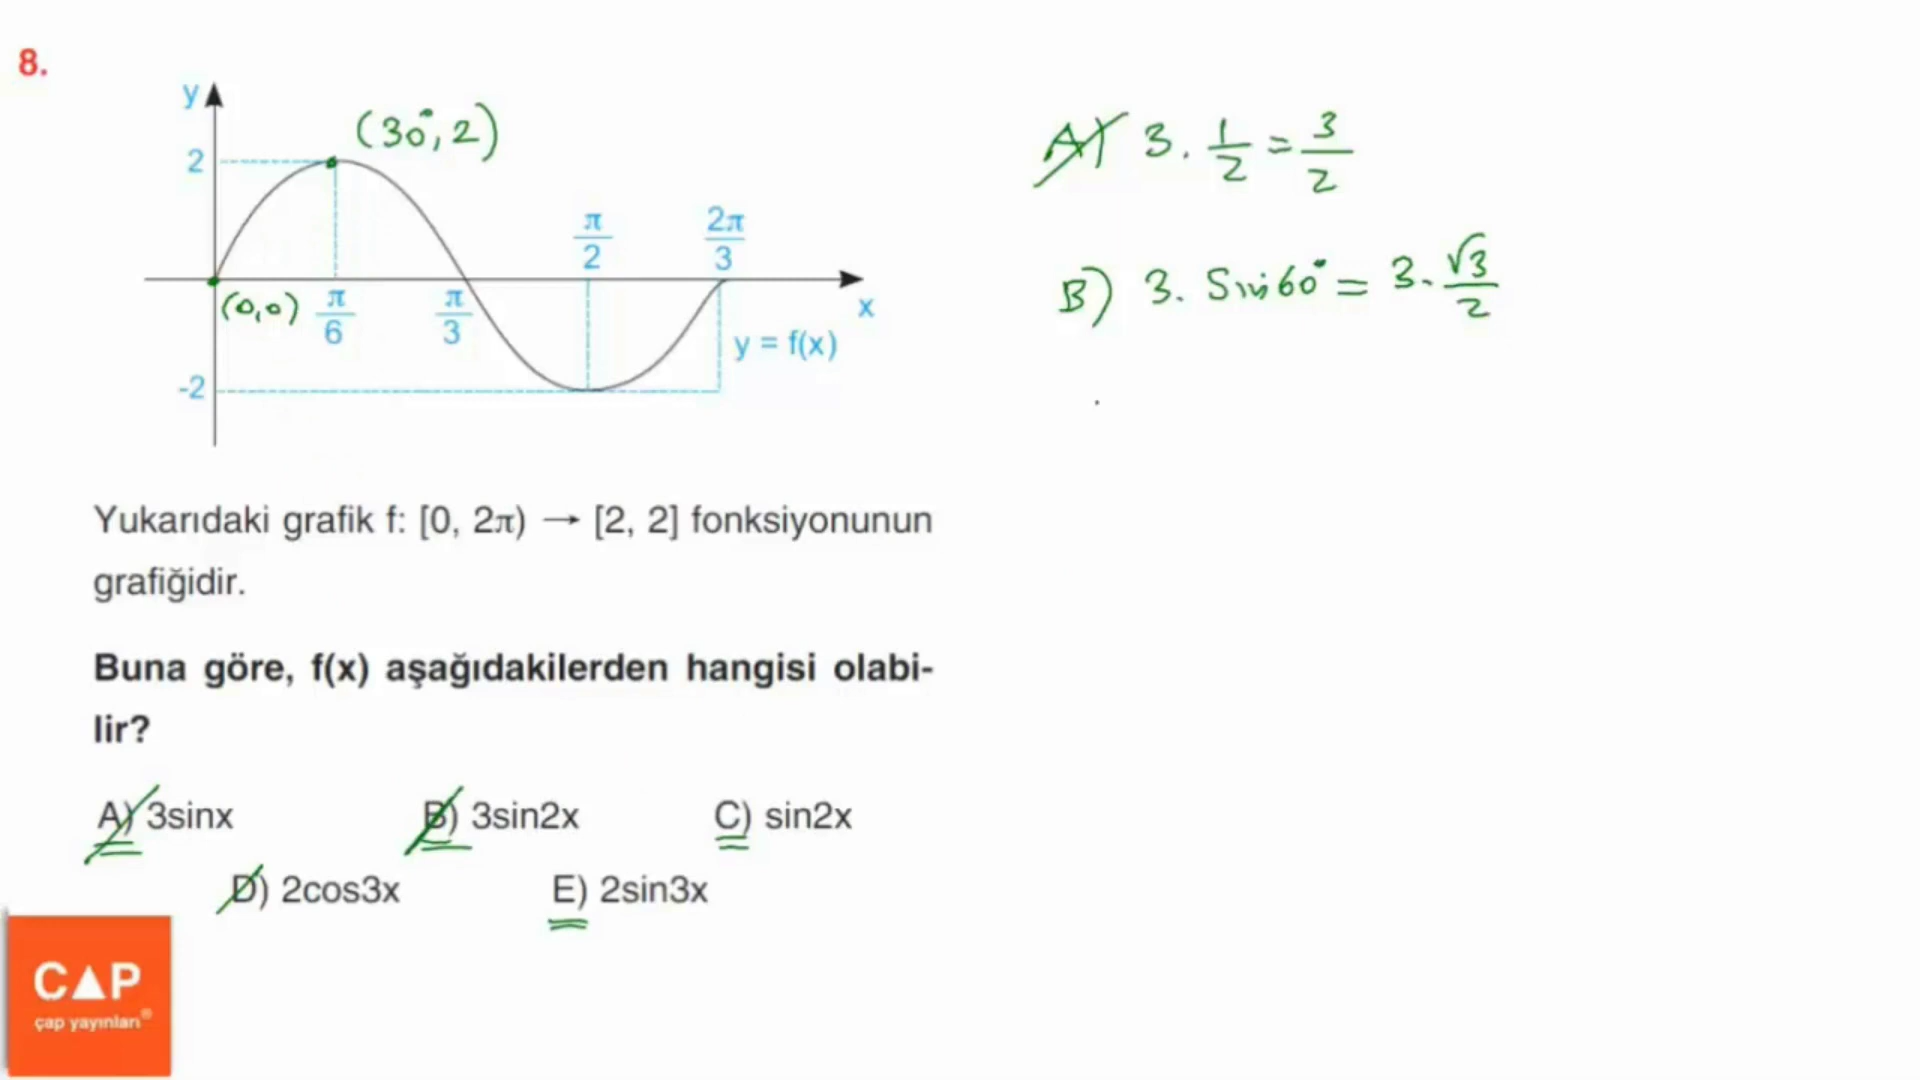 8.
y
(30°, 2)
2
π/2
2π/3
(0,0)
π/6
π/3
x
y = f(x)
-2
A) 3 . 1/2 = 3/2
B) 3. Sin60° = 3. √3/2
Yukarıdaki grafik f: [0, 2π) → [2, 2] fonksiyonunun
grafiğidir.
Buna göre, f(x) aşağıdakilerden hangisi olabi-
lir?
A) 3sinx B) 3sin2x C) sin2x
D) 2cos3x E) 2sin3x
ÇAP
çap yayınları®